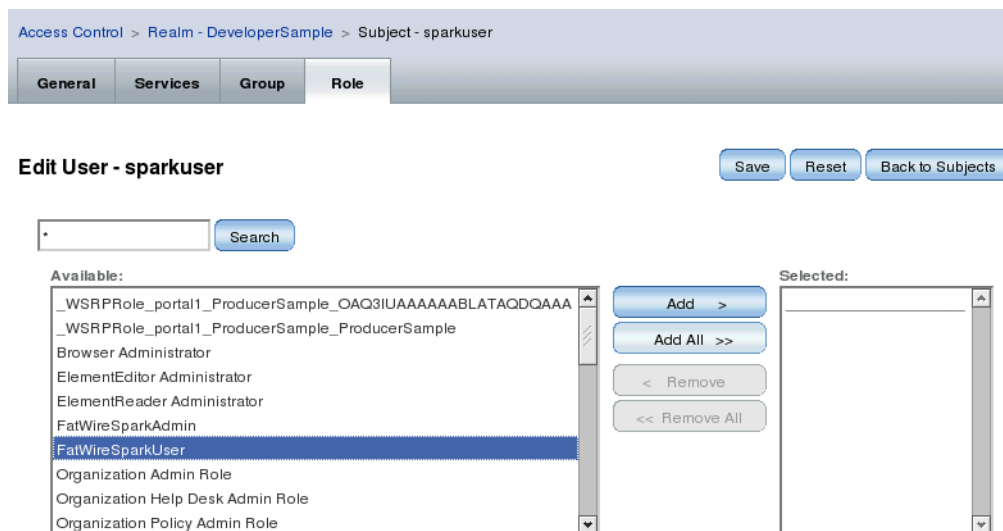 Access Control > Realm - DeveloperSample > Subject - sparkuser
General Services Group Role
Edit User - sparkuser
Save Reset Back to Subjects
* Search
Available: Selected:
_WSRPRole_portal1_ProducerSample_OAQ3IUAAAAAABLATAQDQAAA
Add >
_WSRPRole_portal1_ProducerSample_ProducerSample
Add All >>
Browser Administrator
ElementEditor Administrator
< Remove
ElementReader Administrator
<< Remove All
FatWireSparkAdmin
FatWireSparkUser
Organization Admin Role
Organization Help Desk Admin Role
Organization Policy Admin Role